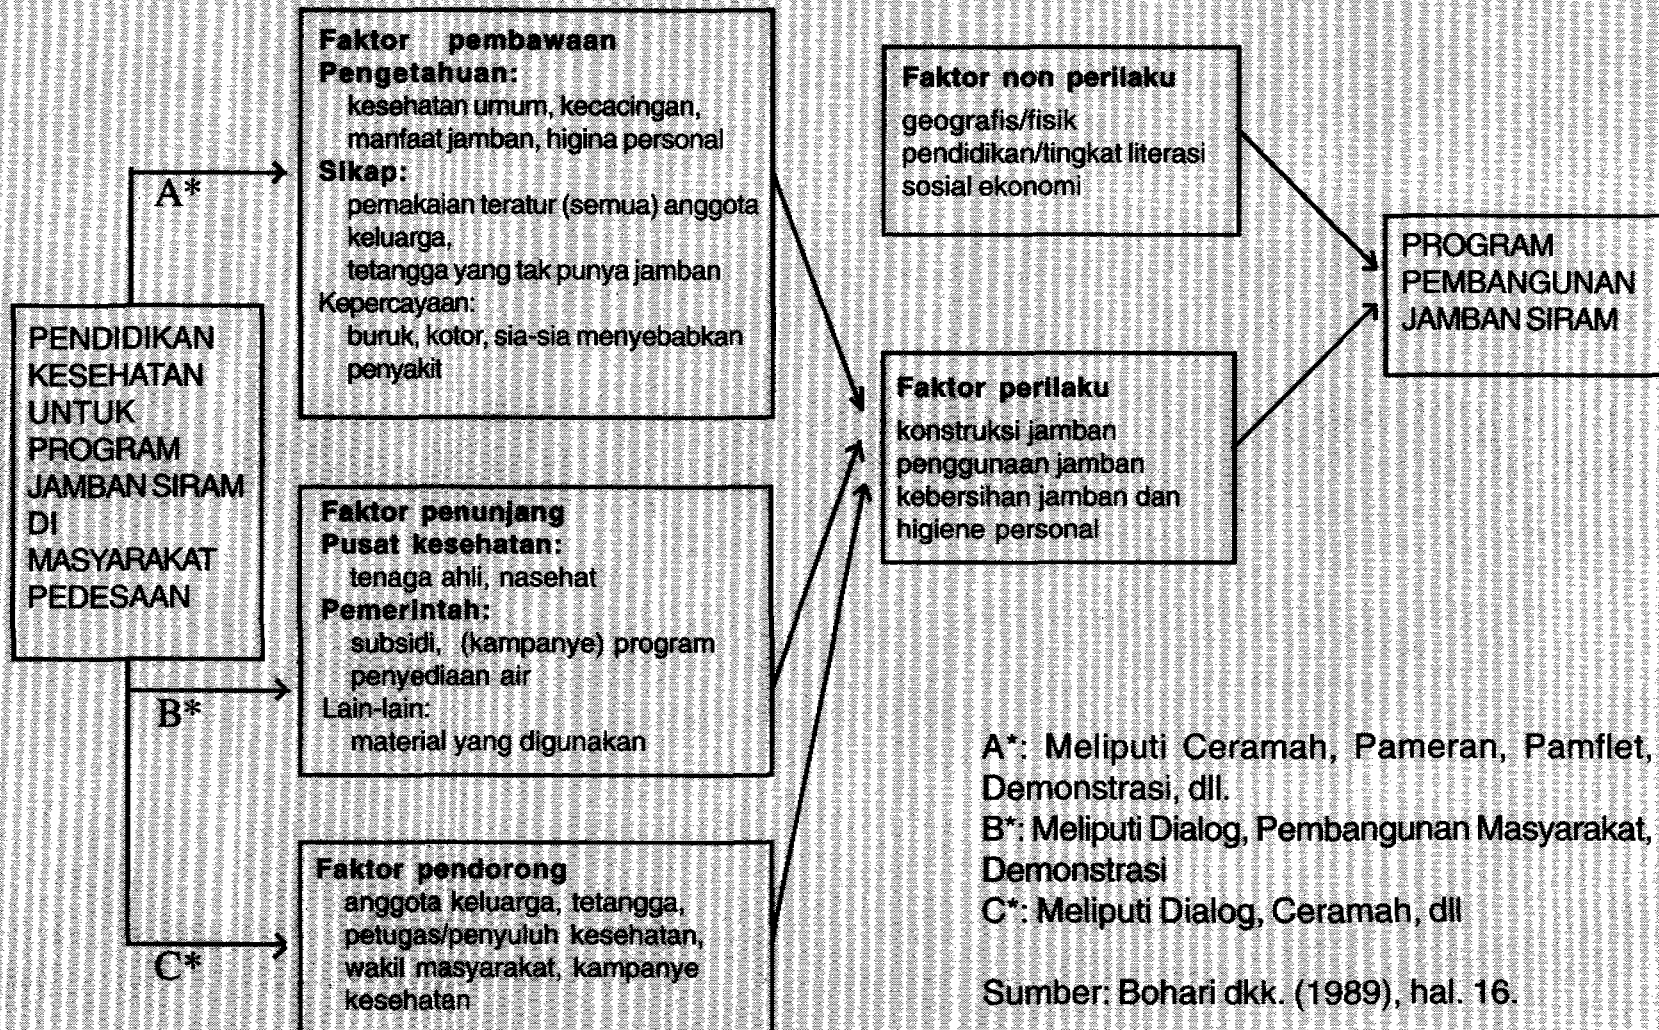 PENDIDIKAN
KESEHATAN
UNTUK
PROGRAM
JAMBAN SIRAM
DI
MASYARAKAT
PEDESAAN
A*
B*
C*
Faktor pembawaan
Pengetahuan:
kesehatan umum, kecacingan,
manfaat jamban, higina personal
Sikap:
pemakaian teratur (semua) anggota
keluarga,
tetangga yang tak punya jamban
Kepercayaan:
buruk, kotor, sia-sia menyebabkan
penyakit
Faktor penunjang
Pusat kesehatan:
tenaga ahli, nasehat
Pemerintah:
subsidi, (kampanye) program
penyediaan air
Lain-lain:
material yang digunakan
Faktor pendorong
anggota keluarga, tetangga,
petugas/penyuluh kesehatan,
wakil masyarakat, kampanye
kesehatan
Faktor non perilaku
geografis/fisik
pendidikan/tingkat literasi
sosial ekonomi
Faktor perilaku
konstruksi jamban
penggunaan jamban
kebersihan jamban dan
higiene personal
PROGRAM
PEMBANGUNAN
JAMBAN SIRAM
A*: Meliputi Ceramah, Pameran, Pamflet,
Demonstrasi, dll.
B*: Meliputi Dialog, Pembangunan Masyarakat,
Demonstrasi
C*: Meliputi Dialog, Ceramah, dll
Sumber: Bohari dkk. (1989), hal. 16.